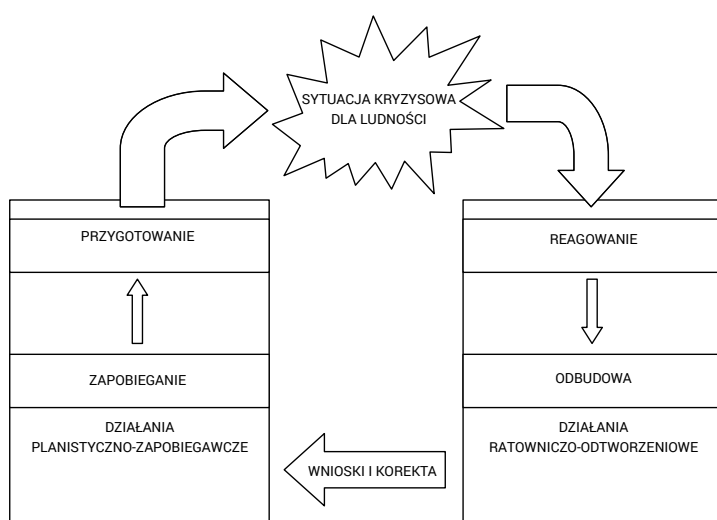 SYTUACJA KRYZYSOWA
DLA LUDNOŚCI
PRZYGOTOWANIE
REAGOWANIE
ZAPOBIEGANIE
ODBUDOWA
DZIAŁANIA
PLANISTYCZNO-ZAPOBIEGAWCZE
DZIAŁANIA
RATOWNICZO-ODTWORZENIOWE
WNIOSKI I KOREKTA